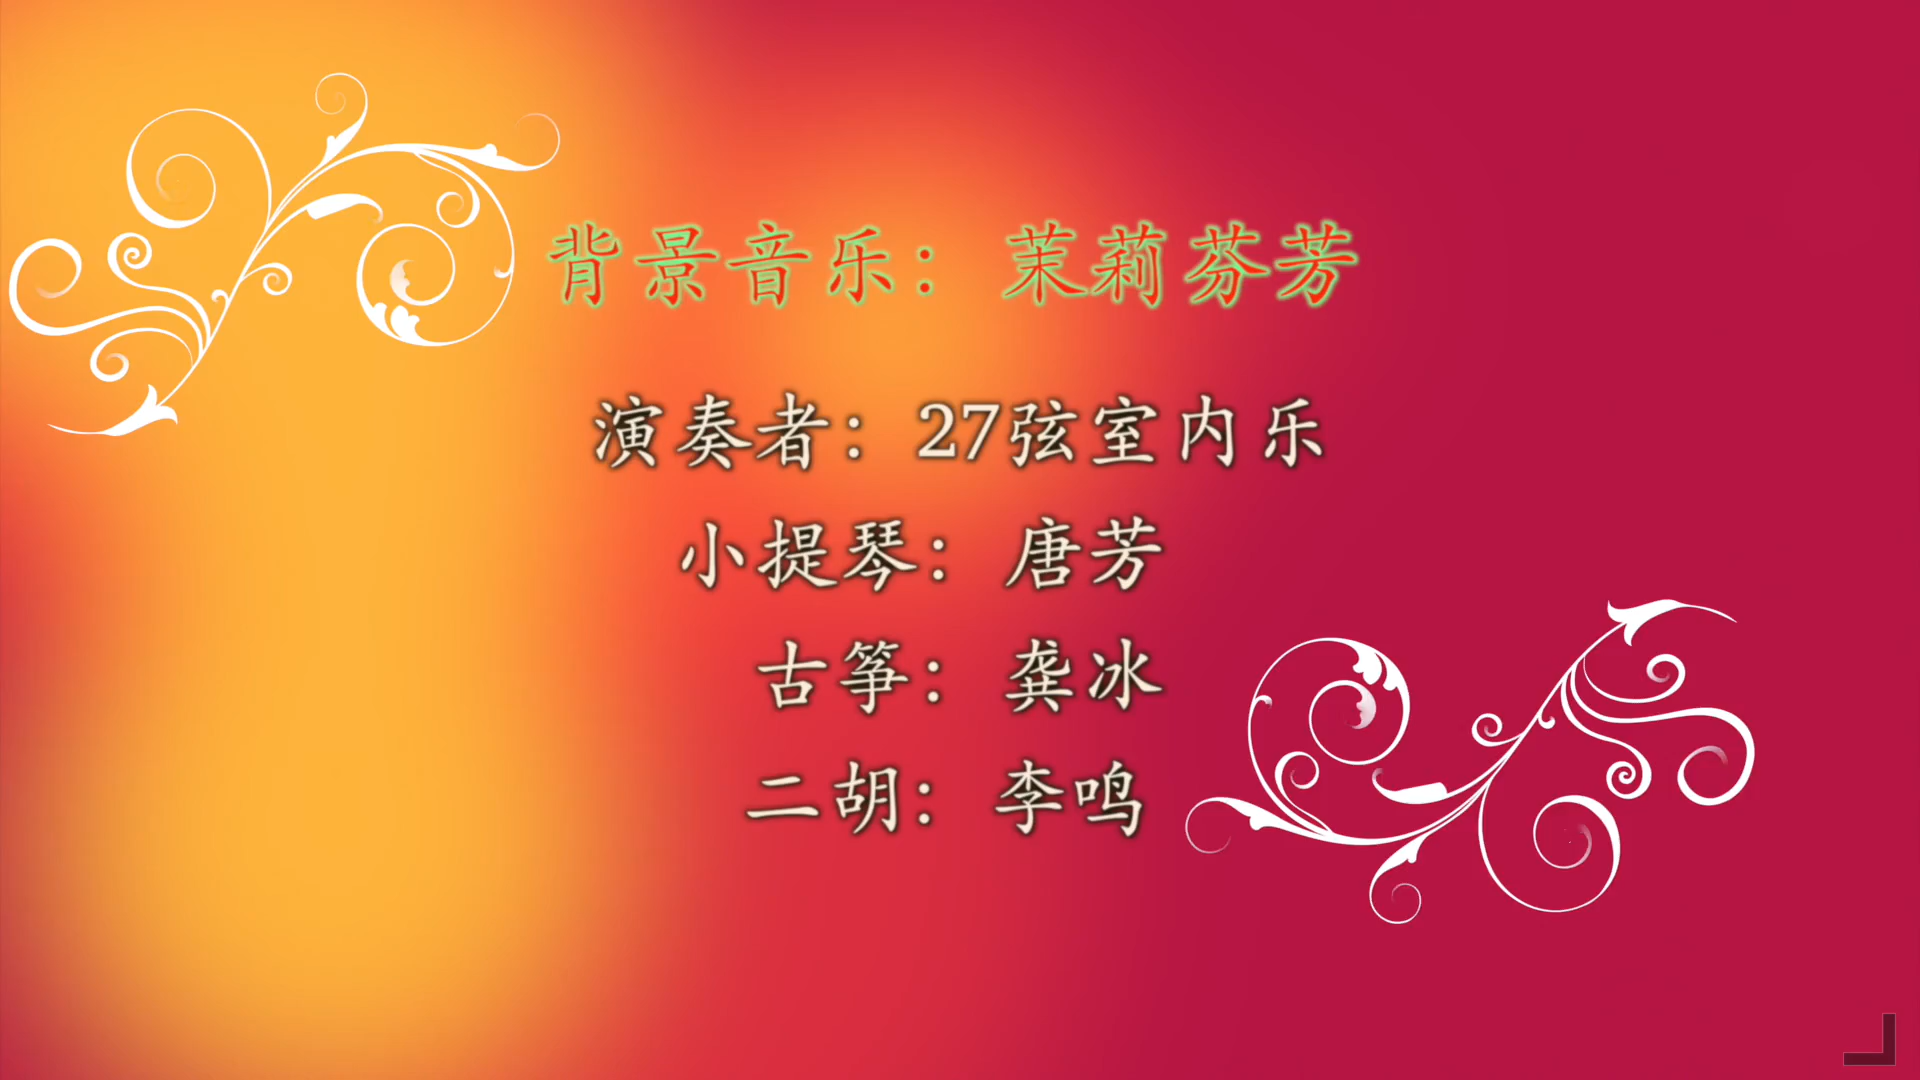 背景音乐：茉莉芬芳
演奏者：27弦室内乐
小提琴：唐芳
古筝：龚冰
二胡：李鸣